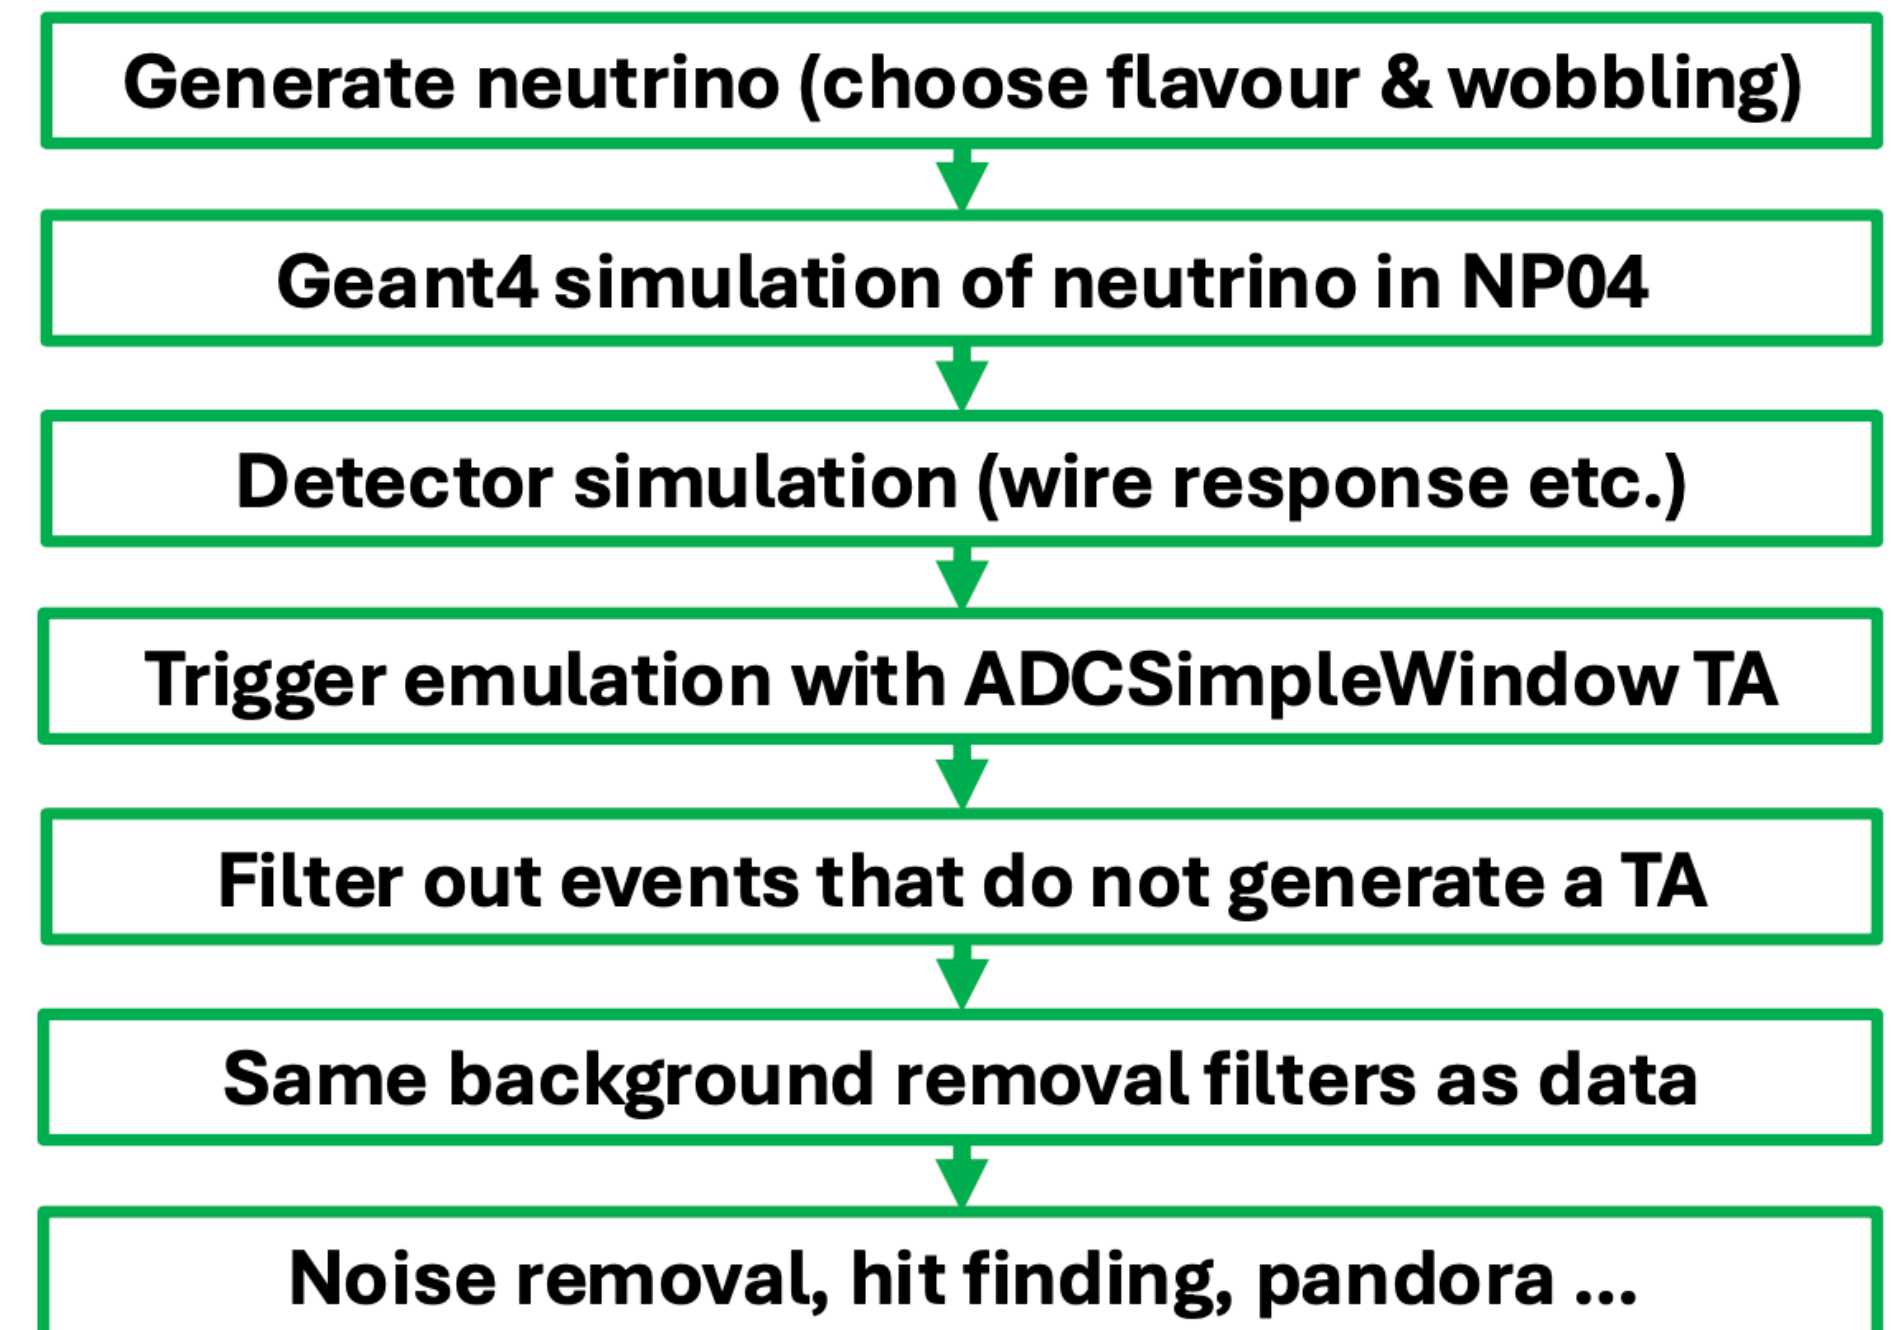 Generate neutrino (choose flavour & wobbling)
Geant4 simulation of neutrino in NP04
Detector simulation (wire response etc.)
Trigger emulation with ADCSimpleWindow TA
Filter out events that do not generate a TA
Same background removal filters as data
Noise removal, hit finding, pandora ...